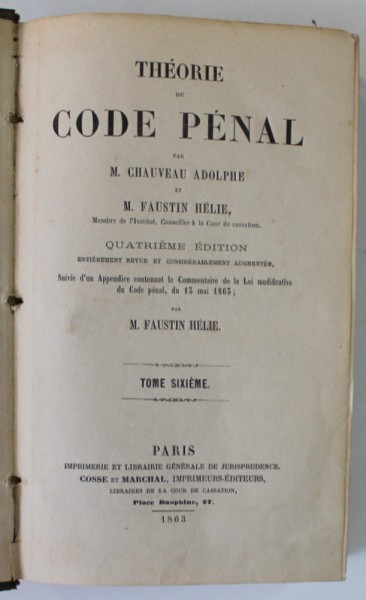 THÉORIE
DU
CODE PÉNAL
PAR
M. CHAUVEAU ADOLPHE
ET
M. FAUSTIN HÉLIE,
Membre de l'Institut, Conseiller à la Cour de cassation.
QUATRIÈME ÉDITION
ENTIÈREMENT REVUE ET CONSIDÉRABLEMENT AUGMENTÉE,
Suivie d'un Appendice contenant le Commentaire de la Loi modificative
du Code pénal, du 13 mai 1863;
PAR
M. FAUSTIN HÉLIE.
TOME SIXIÈME.
PARIS
IMPRIMERIE ET LIBRAIRIE GÉNÉRALE DE JURISPRUDENCE.
COSSE ET MARCHAL, IMPRIMEURS-ÉDITEURS,
LIBRAIRES DE LA COUR DE CASSATION,
Place Dauphine, 27.
1863